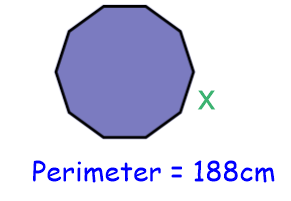 x
Perimeter = 188cm